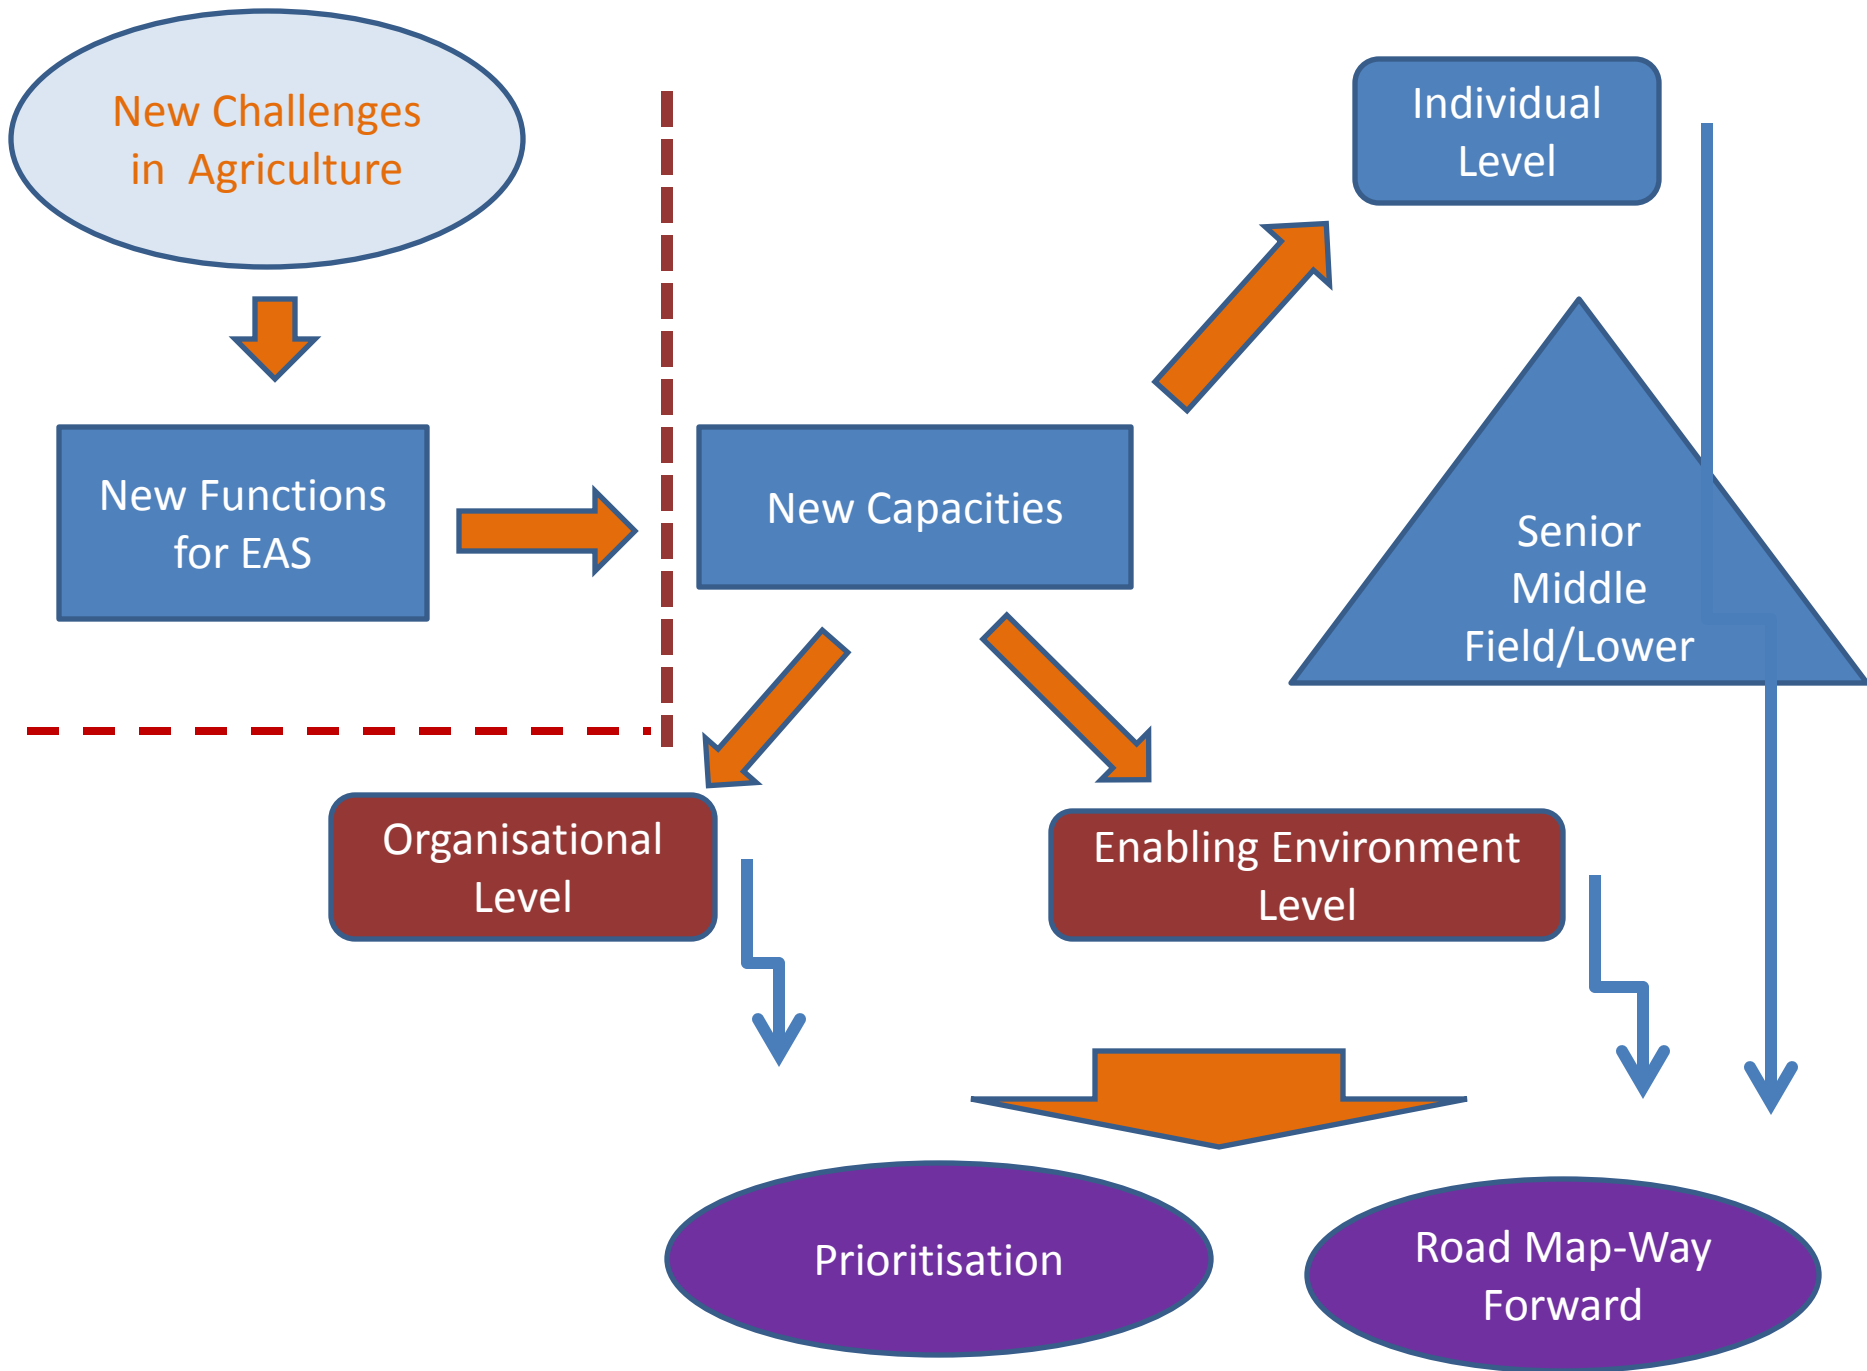 New Challenges
in  Agriculture
Individual
Level
New Functions
for EAS
New Capacities
Senior
Middle
Field/Lower
Organisational
Level
Enabling Environment
Level
Prioritisation
Road Map-Way
Forward